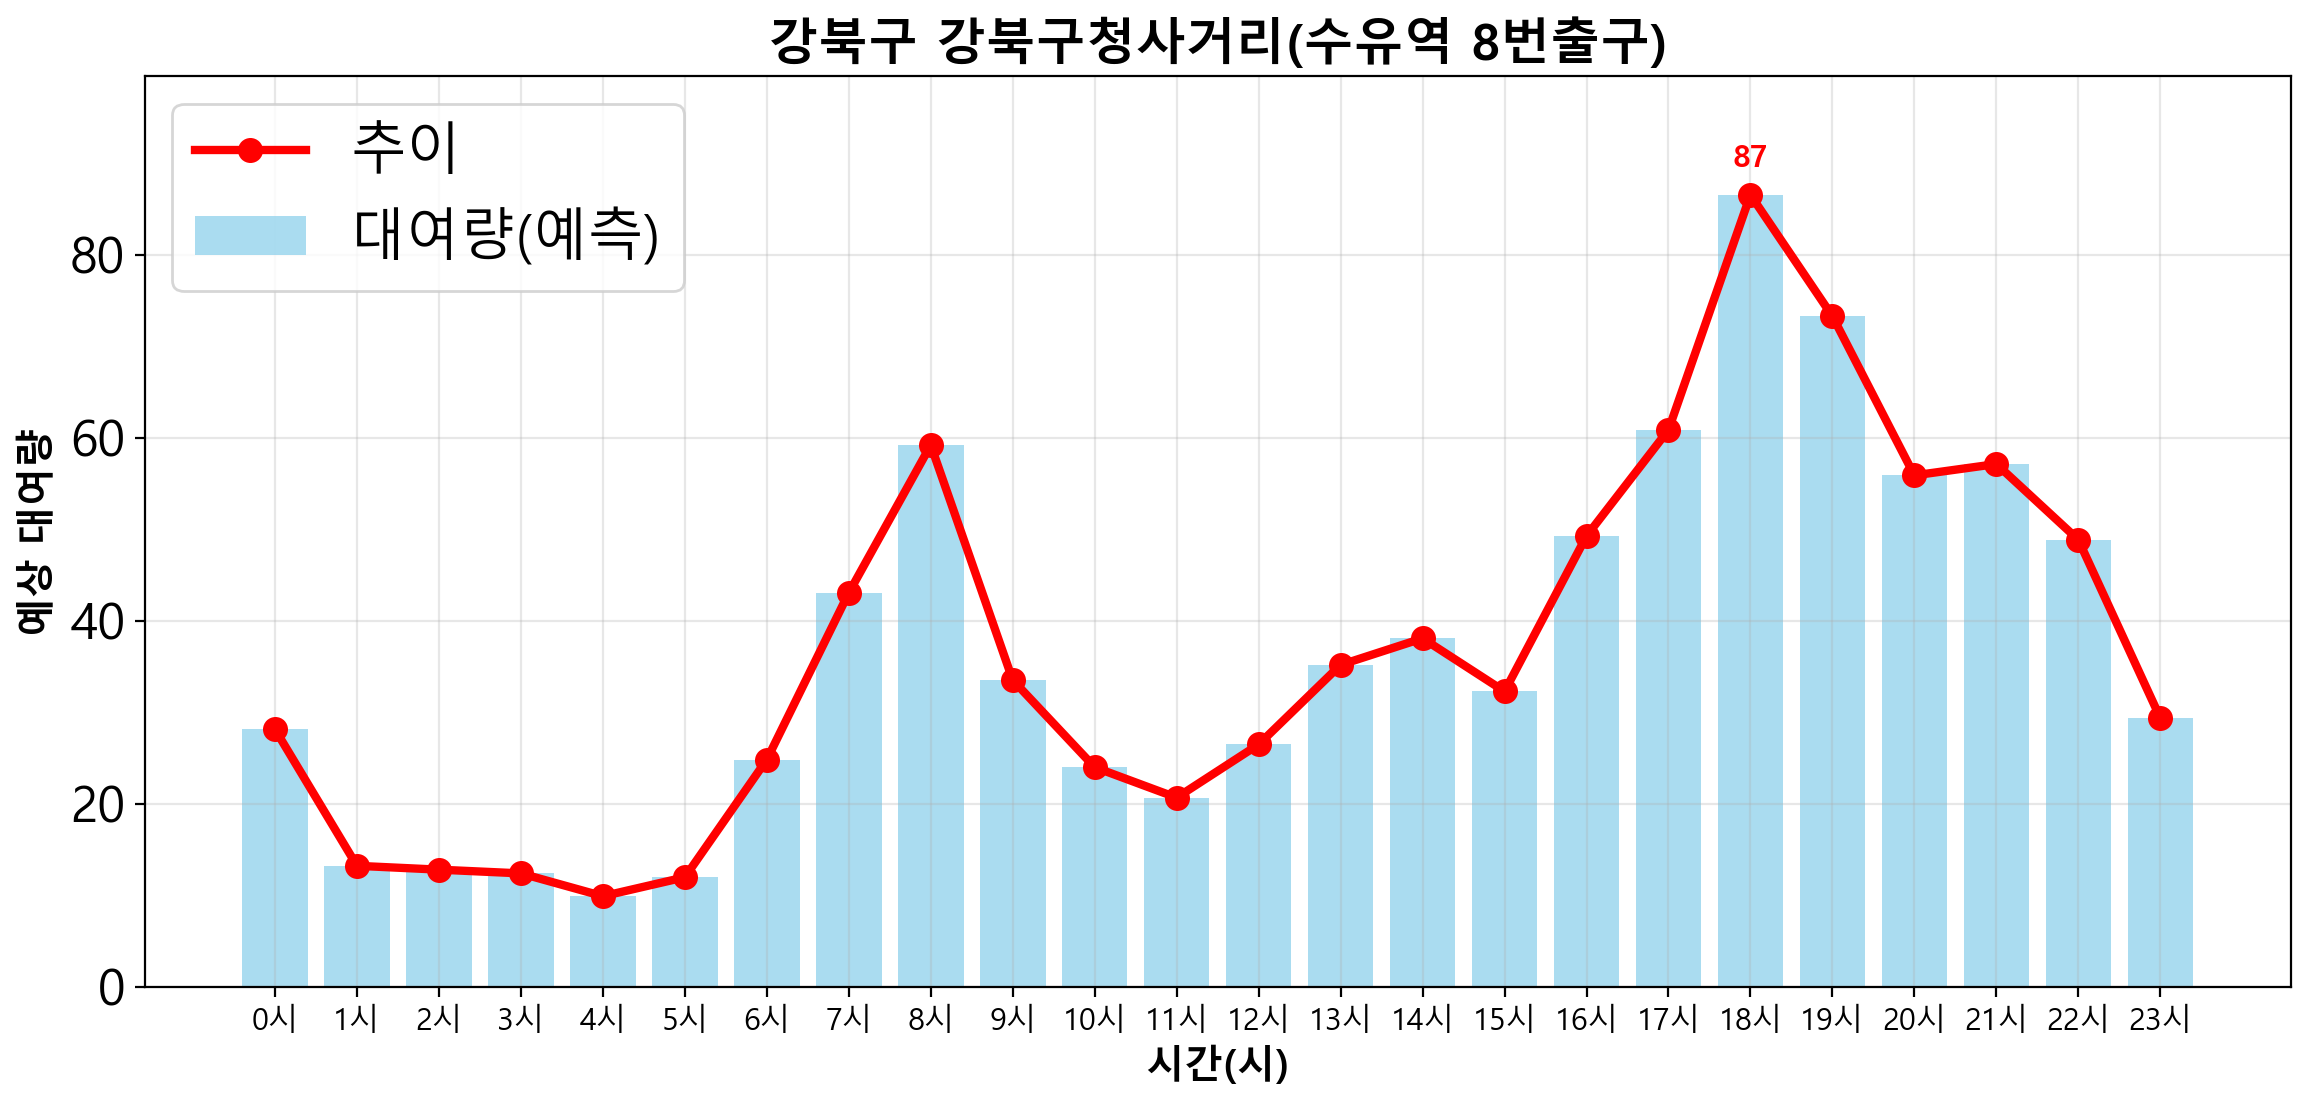 강북구 강북구청사거리(수유역 8번출구)
추이
대여량(예측)
87
예상 대여량
80
60
40
20
0
0시 1시 2시 3시 4시 5시 6시 7시 8시 9시 10시 11시 12시 13시 14시 15시 16시 17시 18시 19시 20시 21시 22시 23시
시간(시)